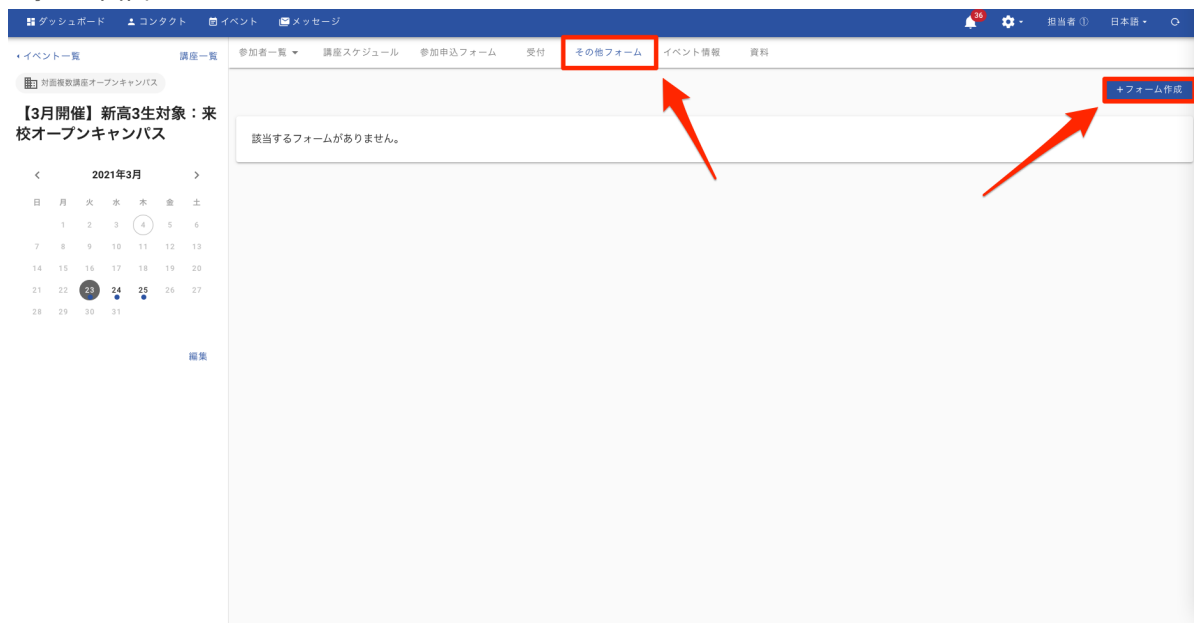 ダッシュボード コンタクト イベント メッセージ 36 担当者 ① 日本語
イベント一覧 講座一覧
参加者一覧 講座スケジュール 参加申込フォーム 受付 その他フォーム イベント情報 資料
対面複数講座オープンキャンパス
+フォーム作成
【3月開催】新高3生対象：来
校オープンキャンパス
該当するフォームがありません。
< 2021年3月 >
日 月 火 水 木 金 土
1 2 3 4 5 6
7 8 9 10 11 12 13
14 15 16 17 18 19 20
21 22 23 24 25 26 27
28 29 30 31
編集